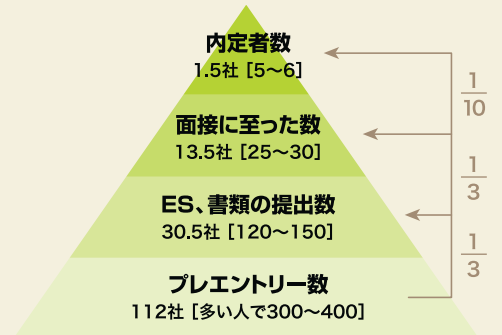 内定者数
1.5社 [5〜6]
1
10
面接に至った数
13.5社 [25〜30]
1
3
ES、書類の提出数
30.5社 [120〜150]
1
3
プレエントリー数
112社 [多い人で300〜400]